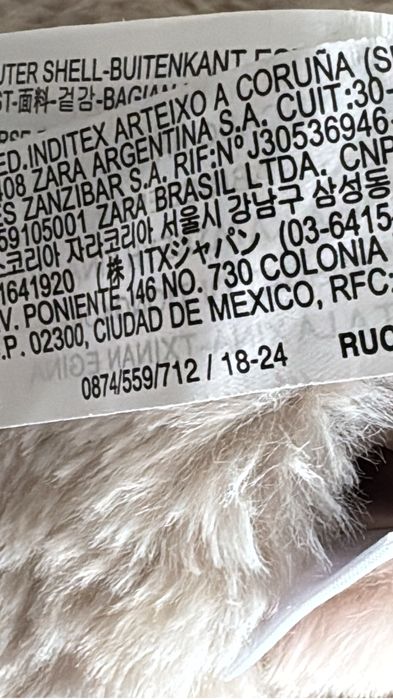 UTER SHELL-BUITENKANT
ST-面料-겉감-BAGIAN
ED.INDITEX ARTEIXO A CORUÑA (S
408 ZARA ARGENTINA S.A. CUIT:30-
ES ZANZIBAR S.A. RIF:NºJ30536946-
59105001 ZARA BRASIL LTDA. CNP
스코리아 자라코리아 서울시 강남구 삼성동
1641920 (株)ITXジャパン (03-6415-
V. PONIENTE 146 NO. 730 COLONIA
.P. 02300, CIUDAD DE MEXICO, RFC:
0874/559/712 / 18-24 RUC